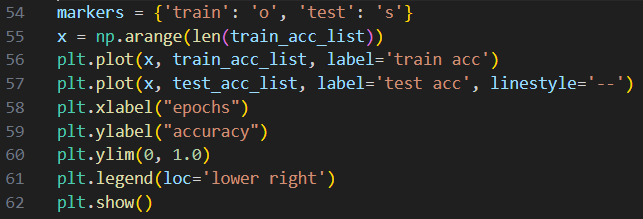 54 markers = {'train': 'o', 'test': 's'}
55 x = np.arange(len(train_acc_list))
56 plt.plot(x, train_acc_list, label='train acc')
57 plt.plot(x, test_acc_list, label='test acc', linestyle='--')
58 plt.xlabel("epochs")
59 plt.ylabel("accuracy")
60 plt.ylim(0, 1.0)
61 plt.legend(loc='lower right')
62 plt.show()